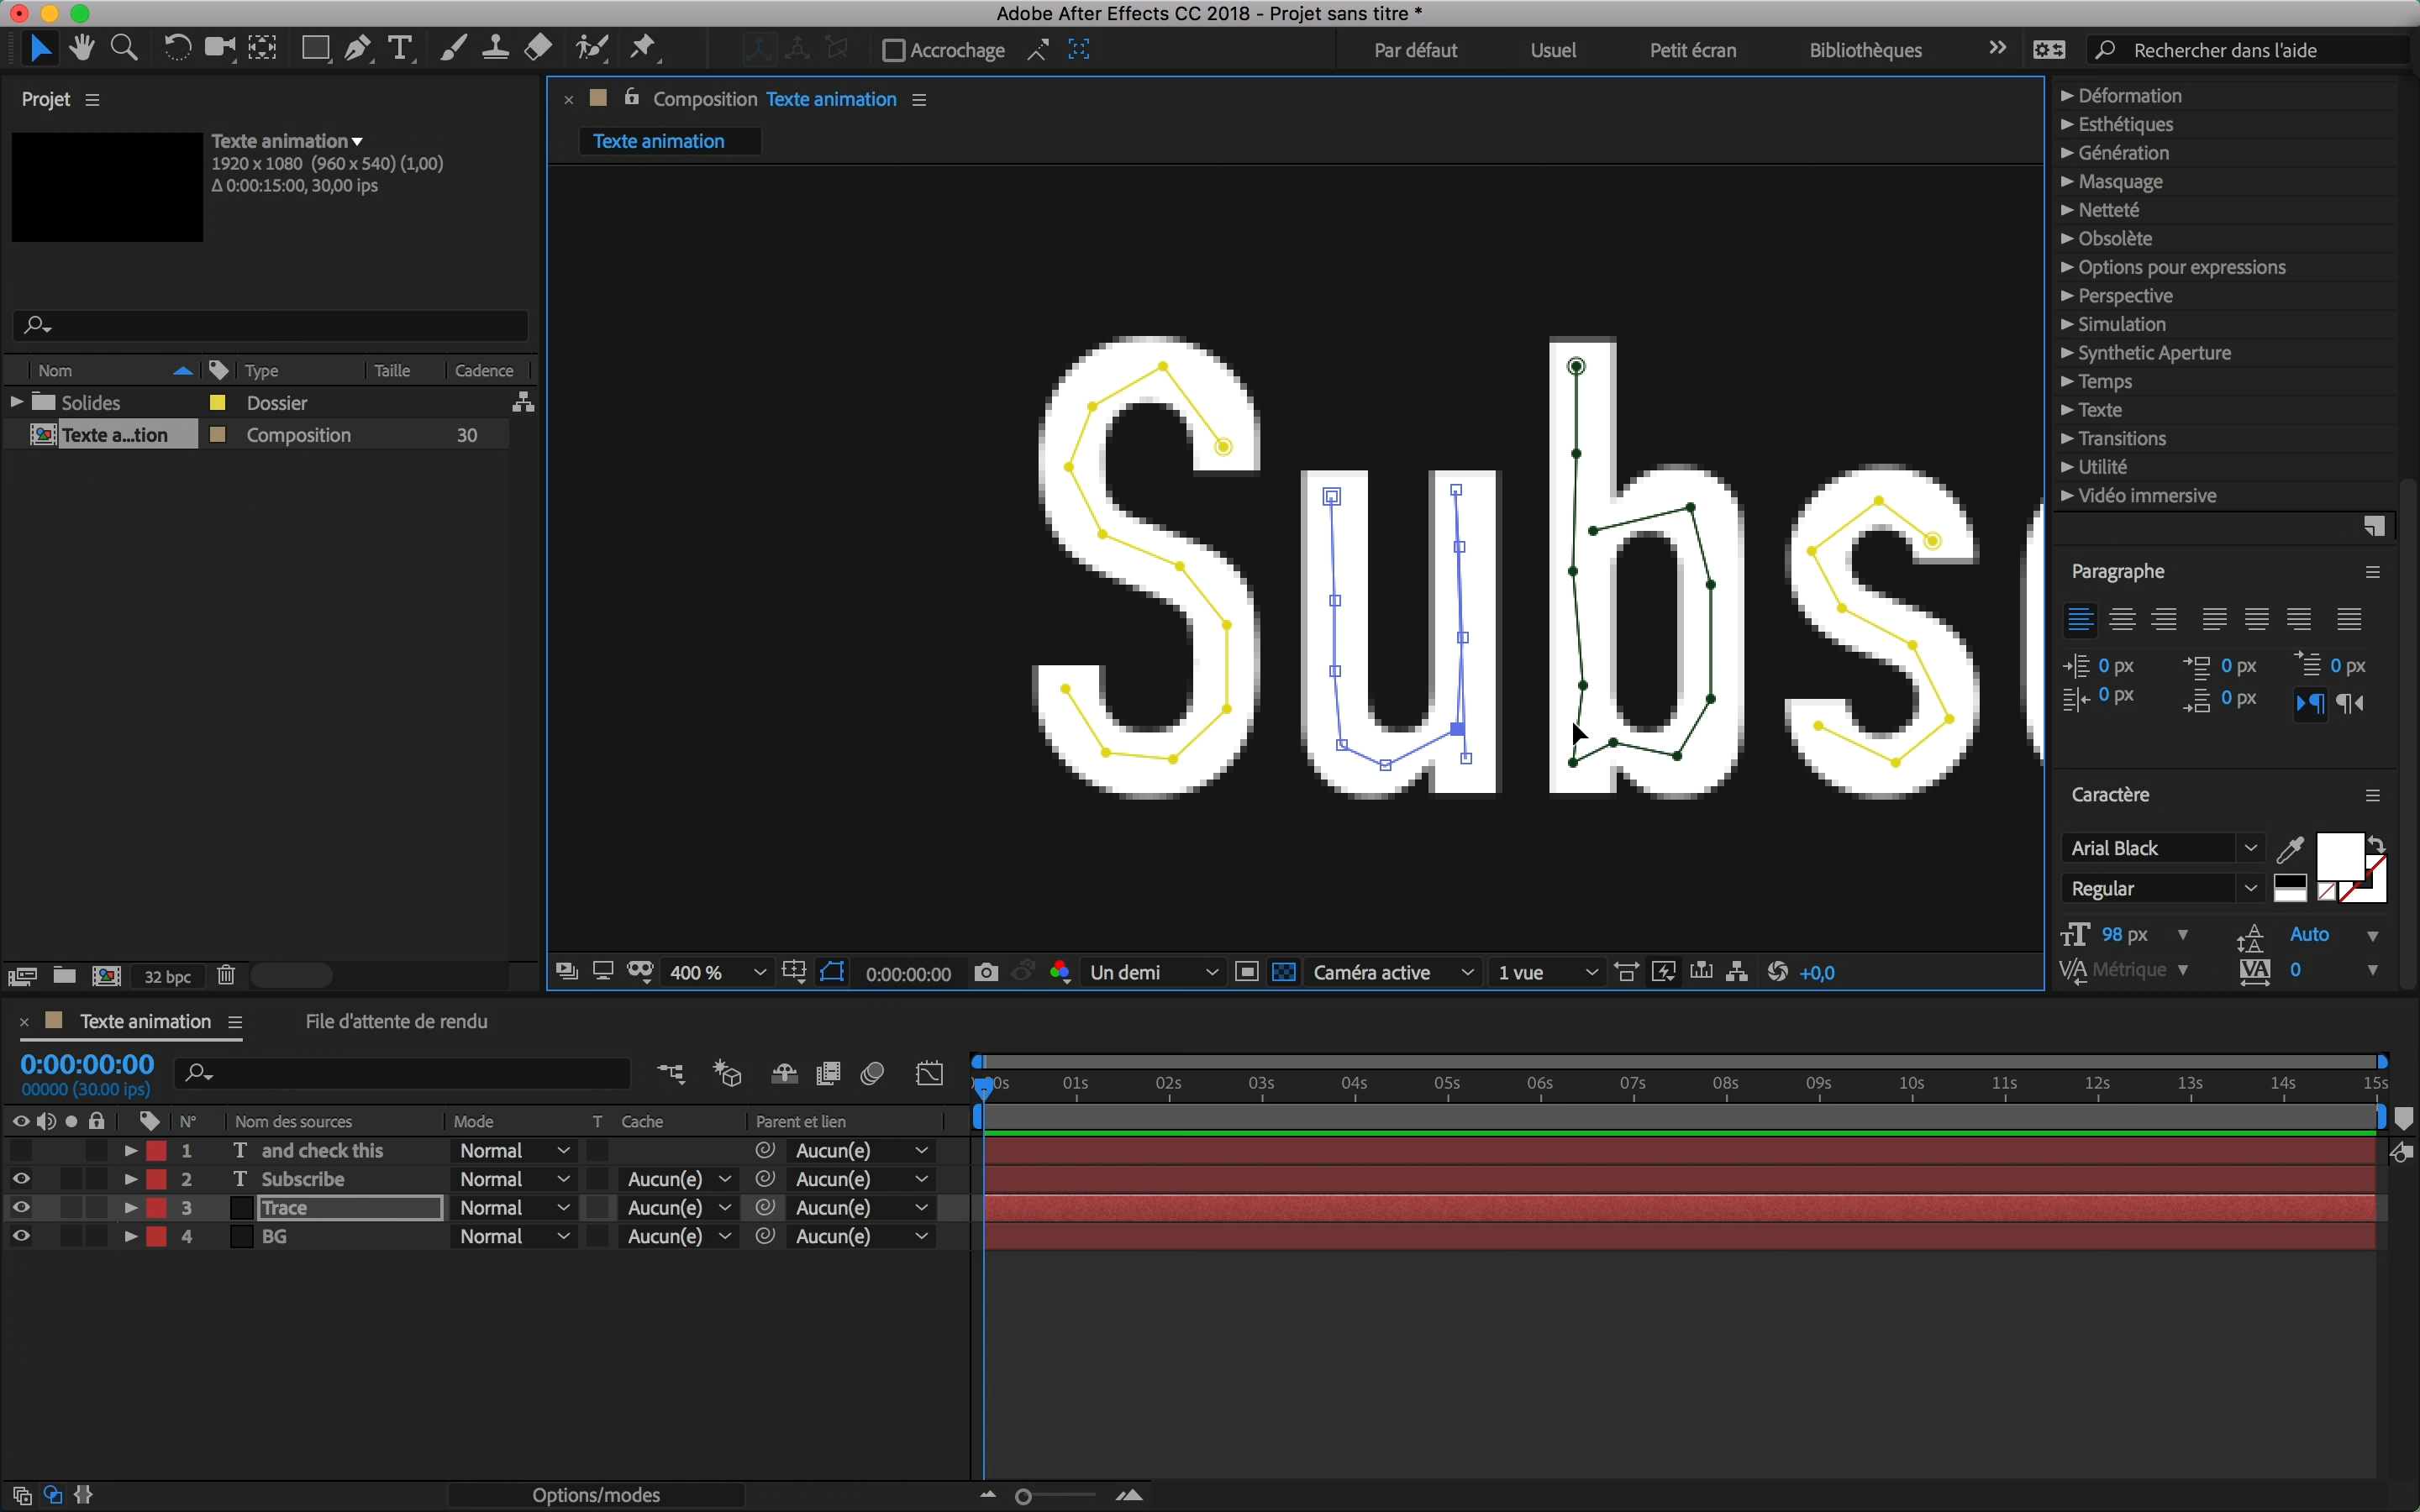 Adobe After Effects CC 2018 - Projet sans titre *
Accrochage
Par défaut
Usuel
Petit écran
Bibliothèques
Rechercher dans l'aide
Projet
Texte animation
1920 x 1080 (960 x 540) (1,00)
Δ 0:00:15:00, 30,00 ips
Nom
Type
Taille
Cadence
Solides
Dossier
Texte a...tion
Composition
30
32 bpc
Composition Texte animation
Texte animation
Subs
400 %
0:00:00:00
Un demi
Caméra active
1 vue
+0,0
Déformation
Esthétiques
Génération
Masquage
Netteté
Obsolète
Options pour expressions
Perspective
Simulation
Synthetic Aperture
Temps
Texte
Transitions
Utilité
Vidéo immersive
Paragraphe
0 px
0 px
0 px
0 px
0 px
Caractère
Arial Black
Regular
98 px
Auto
Métrique
0
Texte animation
File d'attente de rendu
0:00:00:00
00000 (30.00 ips)
00s 01s 02s 03s 04s 05s 06s 07s 08s 09s 10s 11s 12s 13s 14s 15s
N° Nom des sources Mode T Cache Parent et lien
1 T and check this Normal Aucun(e)
2 T Subscribe Normal Aucun(e) Aucun(e)
3 Trace Normal Aucun(e) Aucun(e)
4 BG Normal Aucun(e) Aucun(e)
Options/modes